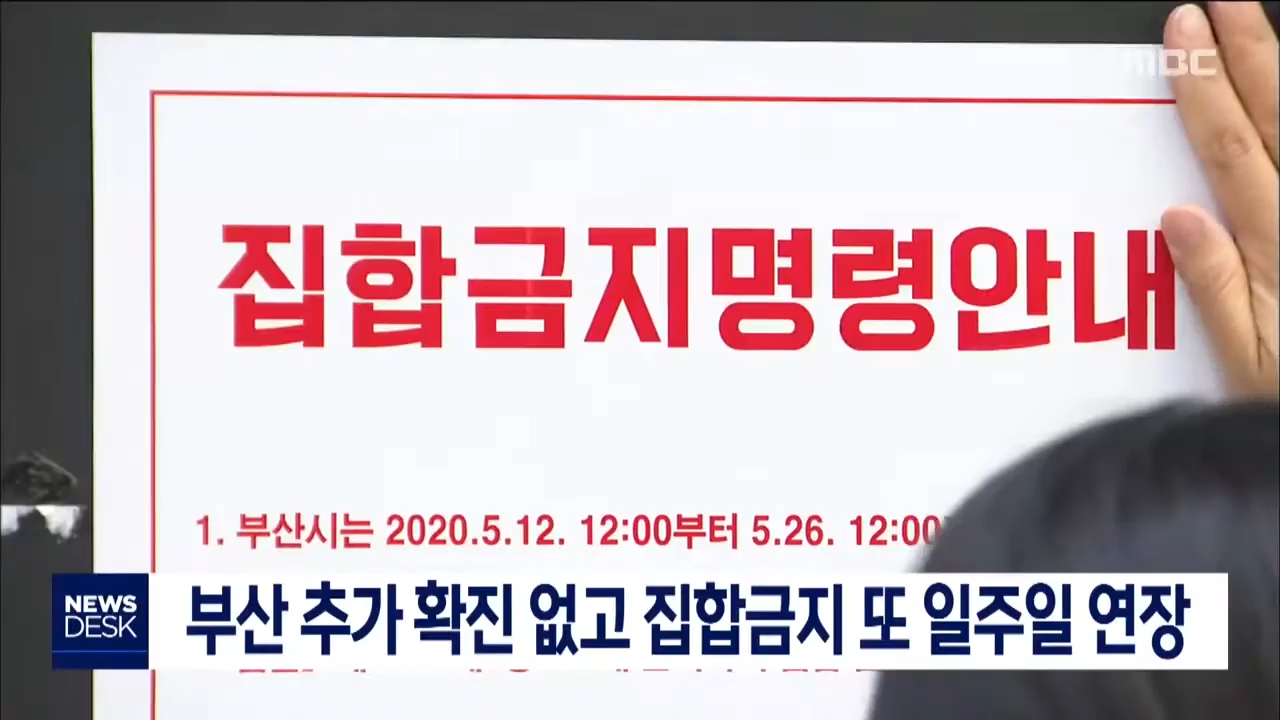 MBC
집합금지명령안내
1. 부산시는 2020.5.12. 12:00부터 5.26. 12:00
NEWS DESK
부산 추가 확진 없고 집합금지 또 일주일 연장